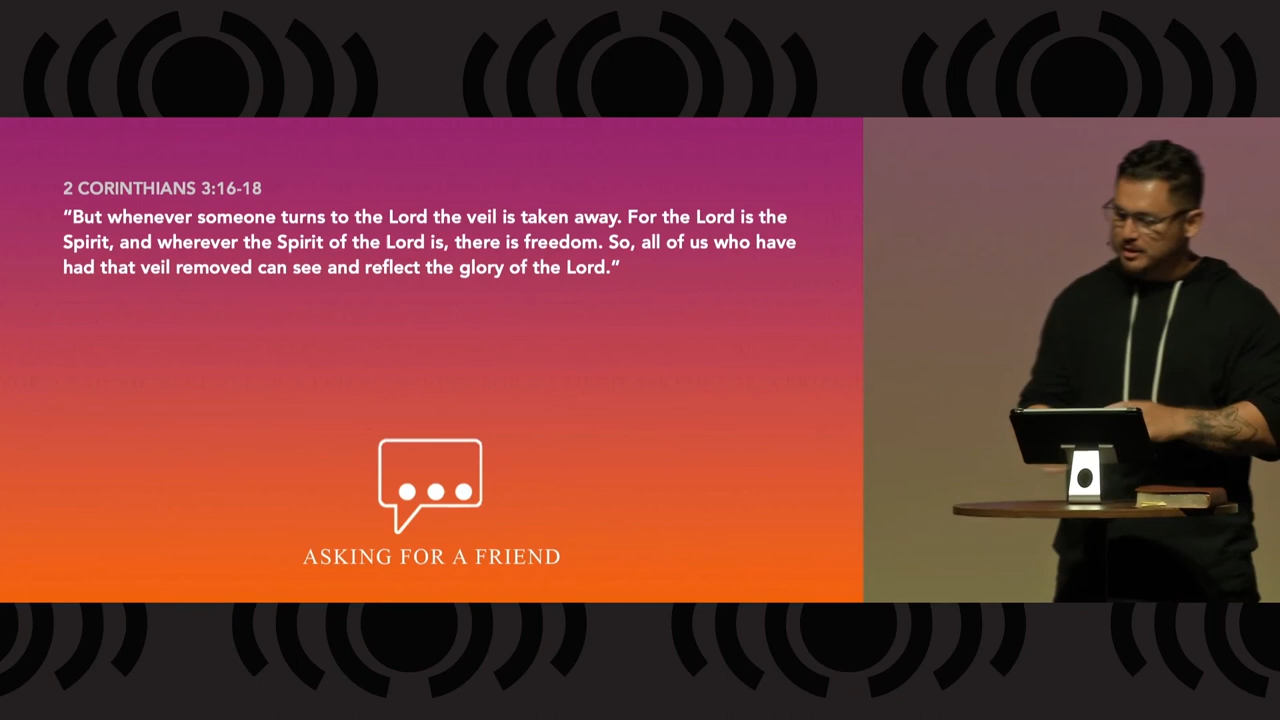 2 CORINTHIANS 3:16-18
“But whenever someone turns to the Lord the veil is taken away. For the Lord is the
Spirit, and wherever the Spirit of the Lord is, there is freedom. So, all of us who have
had that veil removed can see and reflect the glory of the Lord.”
ASKING FOR A FRIEND